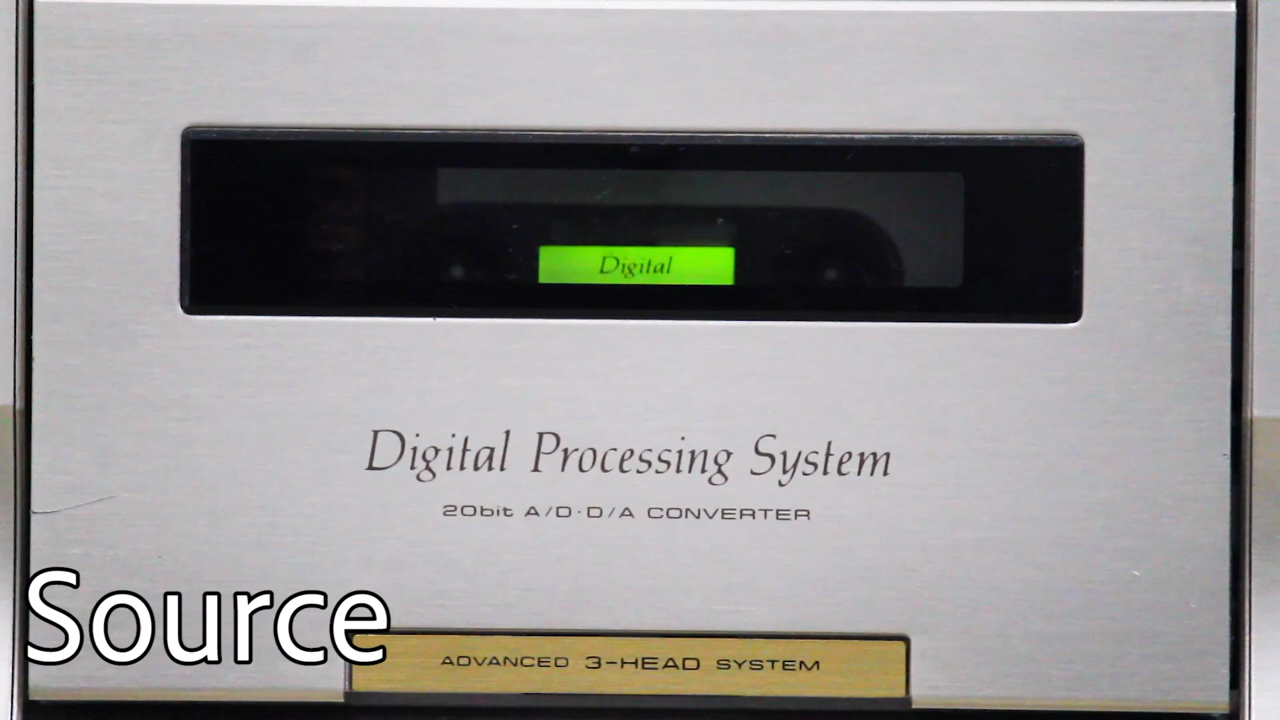 Digital
Digital Processing System
20bit A/D·D/A CONVERTER
Source
ADVANCED 3-HEAD SYSTEM